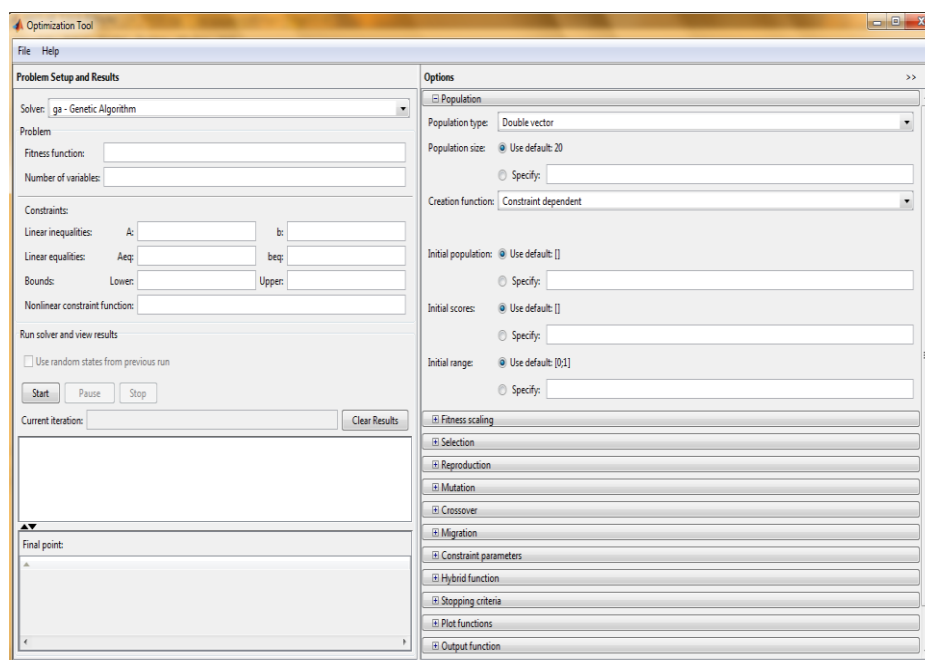 Optimization Tool
File Help
Problem Setup and Results
Solver: ga - Genetic Algorithm
Problem
Fitness function:
Number of variables:
Constraints:
Linear inequalities: A: b:
Linear equalities: Aeq: beq:
Bounds: Lower: Upper:
Nonlinear constraint function:
Run solver and view results
Use random states from previous run
Start Pause Stop
Current iteration: Clear Results
Final point:
Options >>
Population
Population type: Double vector
Population size: Use default: 20
Specify:
Creation function: Constraint dependent
Initial population: Use default: []
Specify:
Initial scores: Use default: []
Specify:
Initial range: Use default: [0;1]
Specify:
Fitness scaling
Selection
Reproduction
Mutation
Crossover
Migration
Constraint parameters
Hybrid function
Stopping criteria
Plot functions
Output function